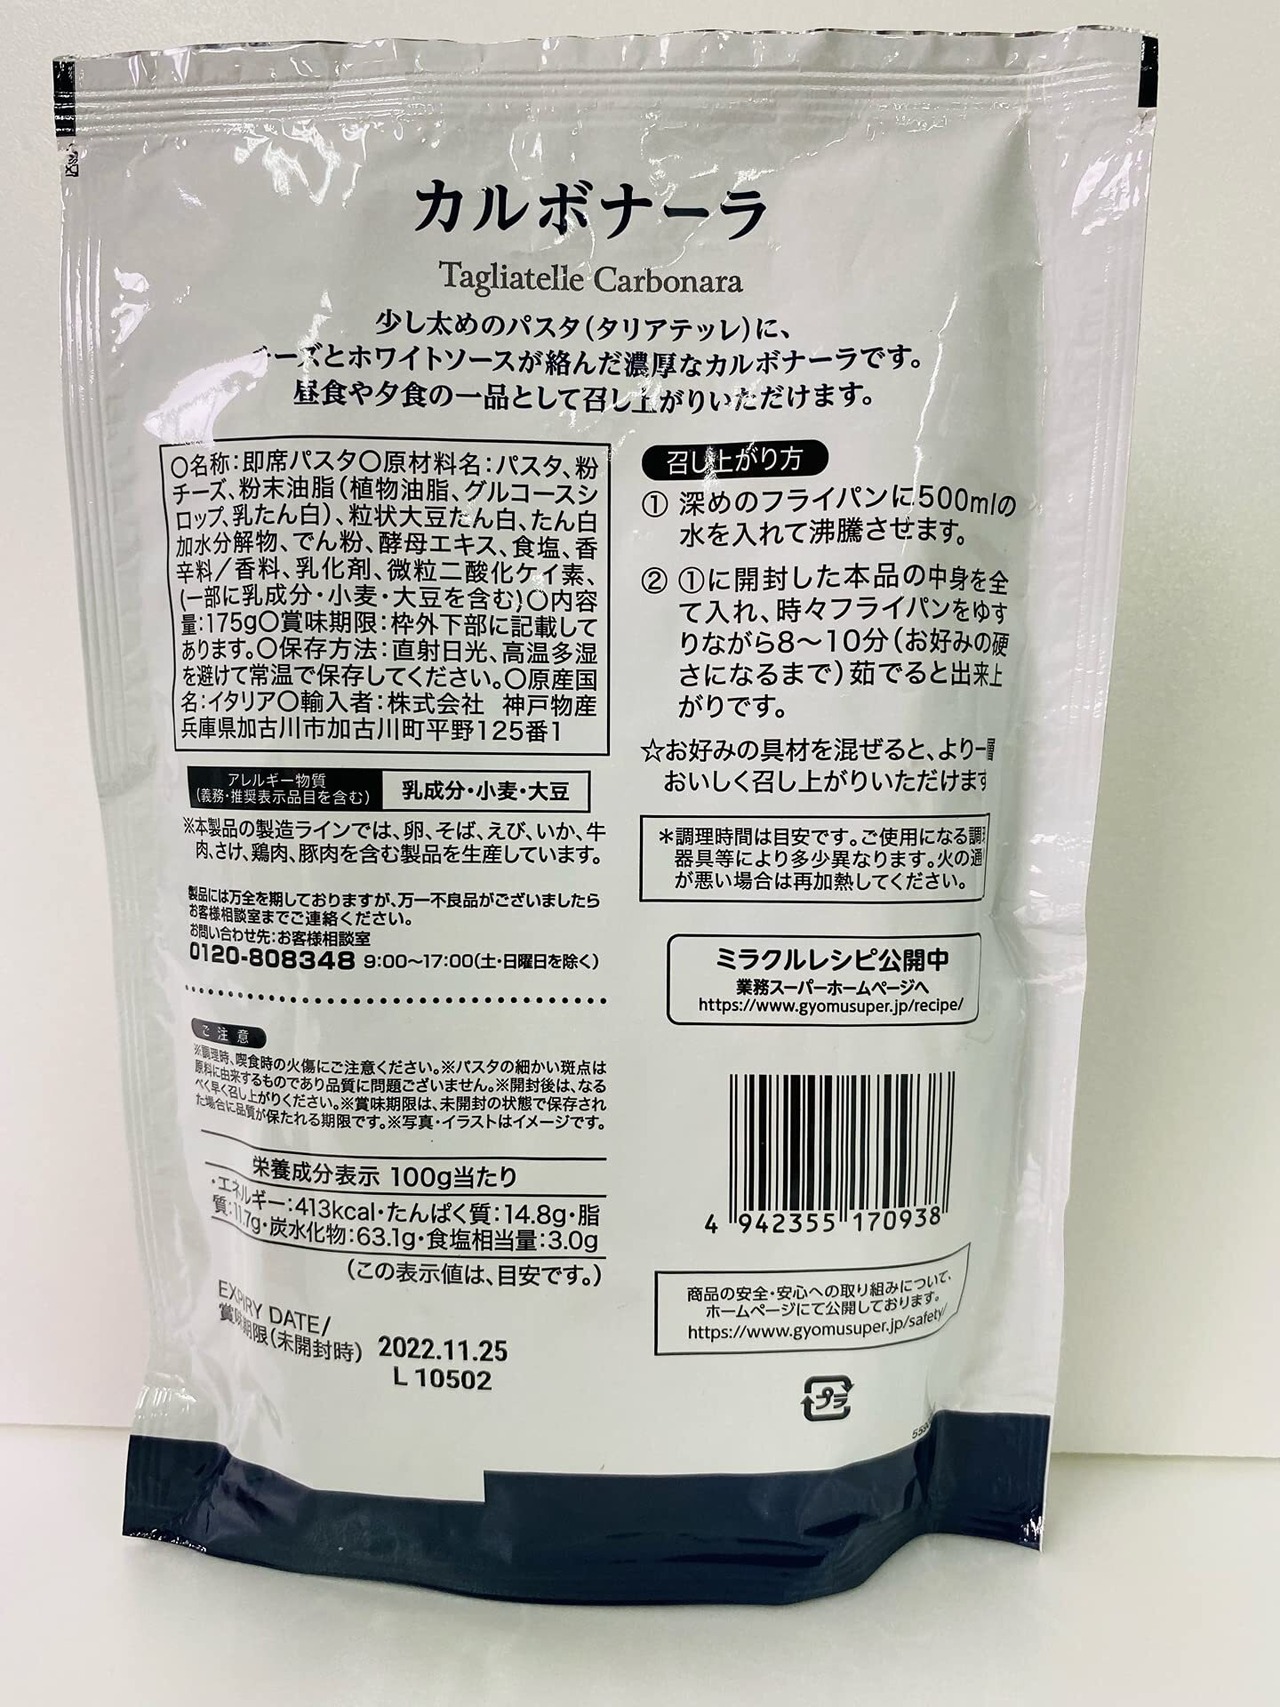 カルボナーラ
Tagliatelle Carbonara
少し太めのパスタ(タリアテッレ)に、
チーズとホワイトソースが絡んだ濃厚なカルボナーラです。
昼食や夕食の一品として召し上がりいただけます。
〇名称:即席パスタ〇原材料名:パスタ、粉
チーズ、粉末油脂(植物油脂、グルコースシ
ロップ、乳たん白)、粒状大豆たん白、たん白
加水分解物、でん粉、酵母エキス、食塩、香
辛料/香料、乳化剤、微粒二酸化ケイ素、
(一部に乳成分・小麦・大豆を含む)〇内容
量:175g〇賞味期限:枠外下部に記載して
あります。〇保存方法:直射日光、高温多湿
を避けて常温で保存してください。〇原産国
名:イタリア〇輸入者:株式会社 神戸物産
兵庫県加古川市加古川町平野125番1
アレルギー物質
(義務・推奨表示品目を含む)
乳成分・小麦・大豆
※本製品の製造ラインでは、卵、そば、えび、いか、牛
肉、さけ、鶏肉、豚肉を含む製品を生産しています。
製品には万全を期しておりますが、万一不良品がございましたら
お客様相談室までご連絡ください。
お問い合わせ先:お客様相談室
0120-808348 9:00〜17:00(土・日曜日を除く)
ご注意
※調理時、喫食時の火傷にご注意ください。※パスタの細かい斑点は
原料に由来するものであり品質に問題ございません。※開封後は、なる
べく早く召し上がりください。※賞味期限は、未開封の状態で保存され
た場合に品質が保たれる期限です。※写真・イラストはイメージです。
栄養成分表示 100g当たり
・エネルギー:413kcal・たんぱく質:14.8g・脂
質:11.7g・炭水化物:63.1g・食塩相当量:3.0g
(この表示値は、目安です。)
EXPIRY DATE/
賞味期限(未開封時) 2022.11.25
L 10502
召し上がり方
① 深めのフライパンに500mlの
水を入れて沸騰させます。
② ①に開封した本品の中身を全
て入れ、時々フライパンをゆす
りながら8〜10分(お好みの硬
さになるまで)茹でると出来上
がりです。
☆お好みの具材を混ぜると、より一層
おいしく召し上がりいただけます
*調理時間は目安です。ご使用になる調理
器具等により多少異なります。火の通り
が悪い場合は再加熱してください。
ミラクルレシピ公開中
業務スーパーホームページへ
https://www.gyomusuper.jp/recipe/
4 942355 170938
商品の安全・安心への取り組みについて、
ホームページにて公開しております。
https://www.gyomusuper.jp/safety/
プラ